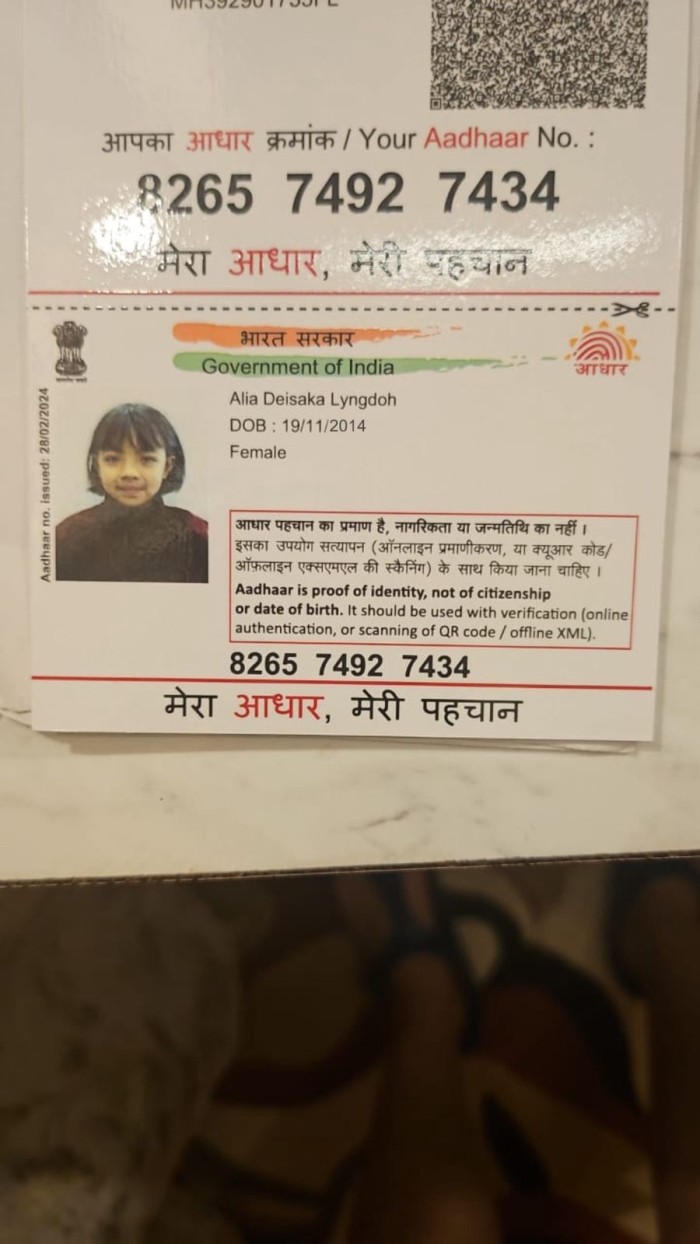 आपका आधार क्रमांक / Your Aadhaar No. :
8265 7492 7434
मेरा आधार, मेरी पहचान
भारत सरकार
Government of India
आधार
Aadhaar no. issued: 28/02/2024
Alia Deisaka Lyngdoh
DOB : 19/11/2014
Female
आधार पहचान का प्रमाण है, नागरिकता या जन्मतिथि का नहीं ।
इसका उपयोग सत्यापन (ऑनलाइन प्रमाणीकरण, या क्यूआर कोड/
ऑफ़लाइन एक्सएमएल की स्कैनिंग) के साथ किया जाना चाहिए ।
Aadhaar is proof of identity, not of citizenship
or date of birth. It should be used with verification (online
authentication, or scanning of QR code / offline XML).
8265 7492 7434
मेरा आधार, मेरी पहचान